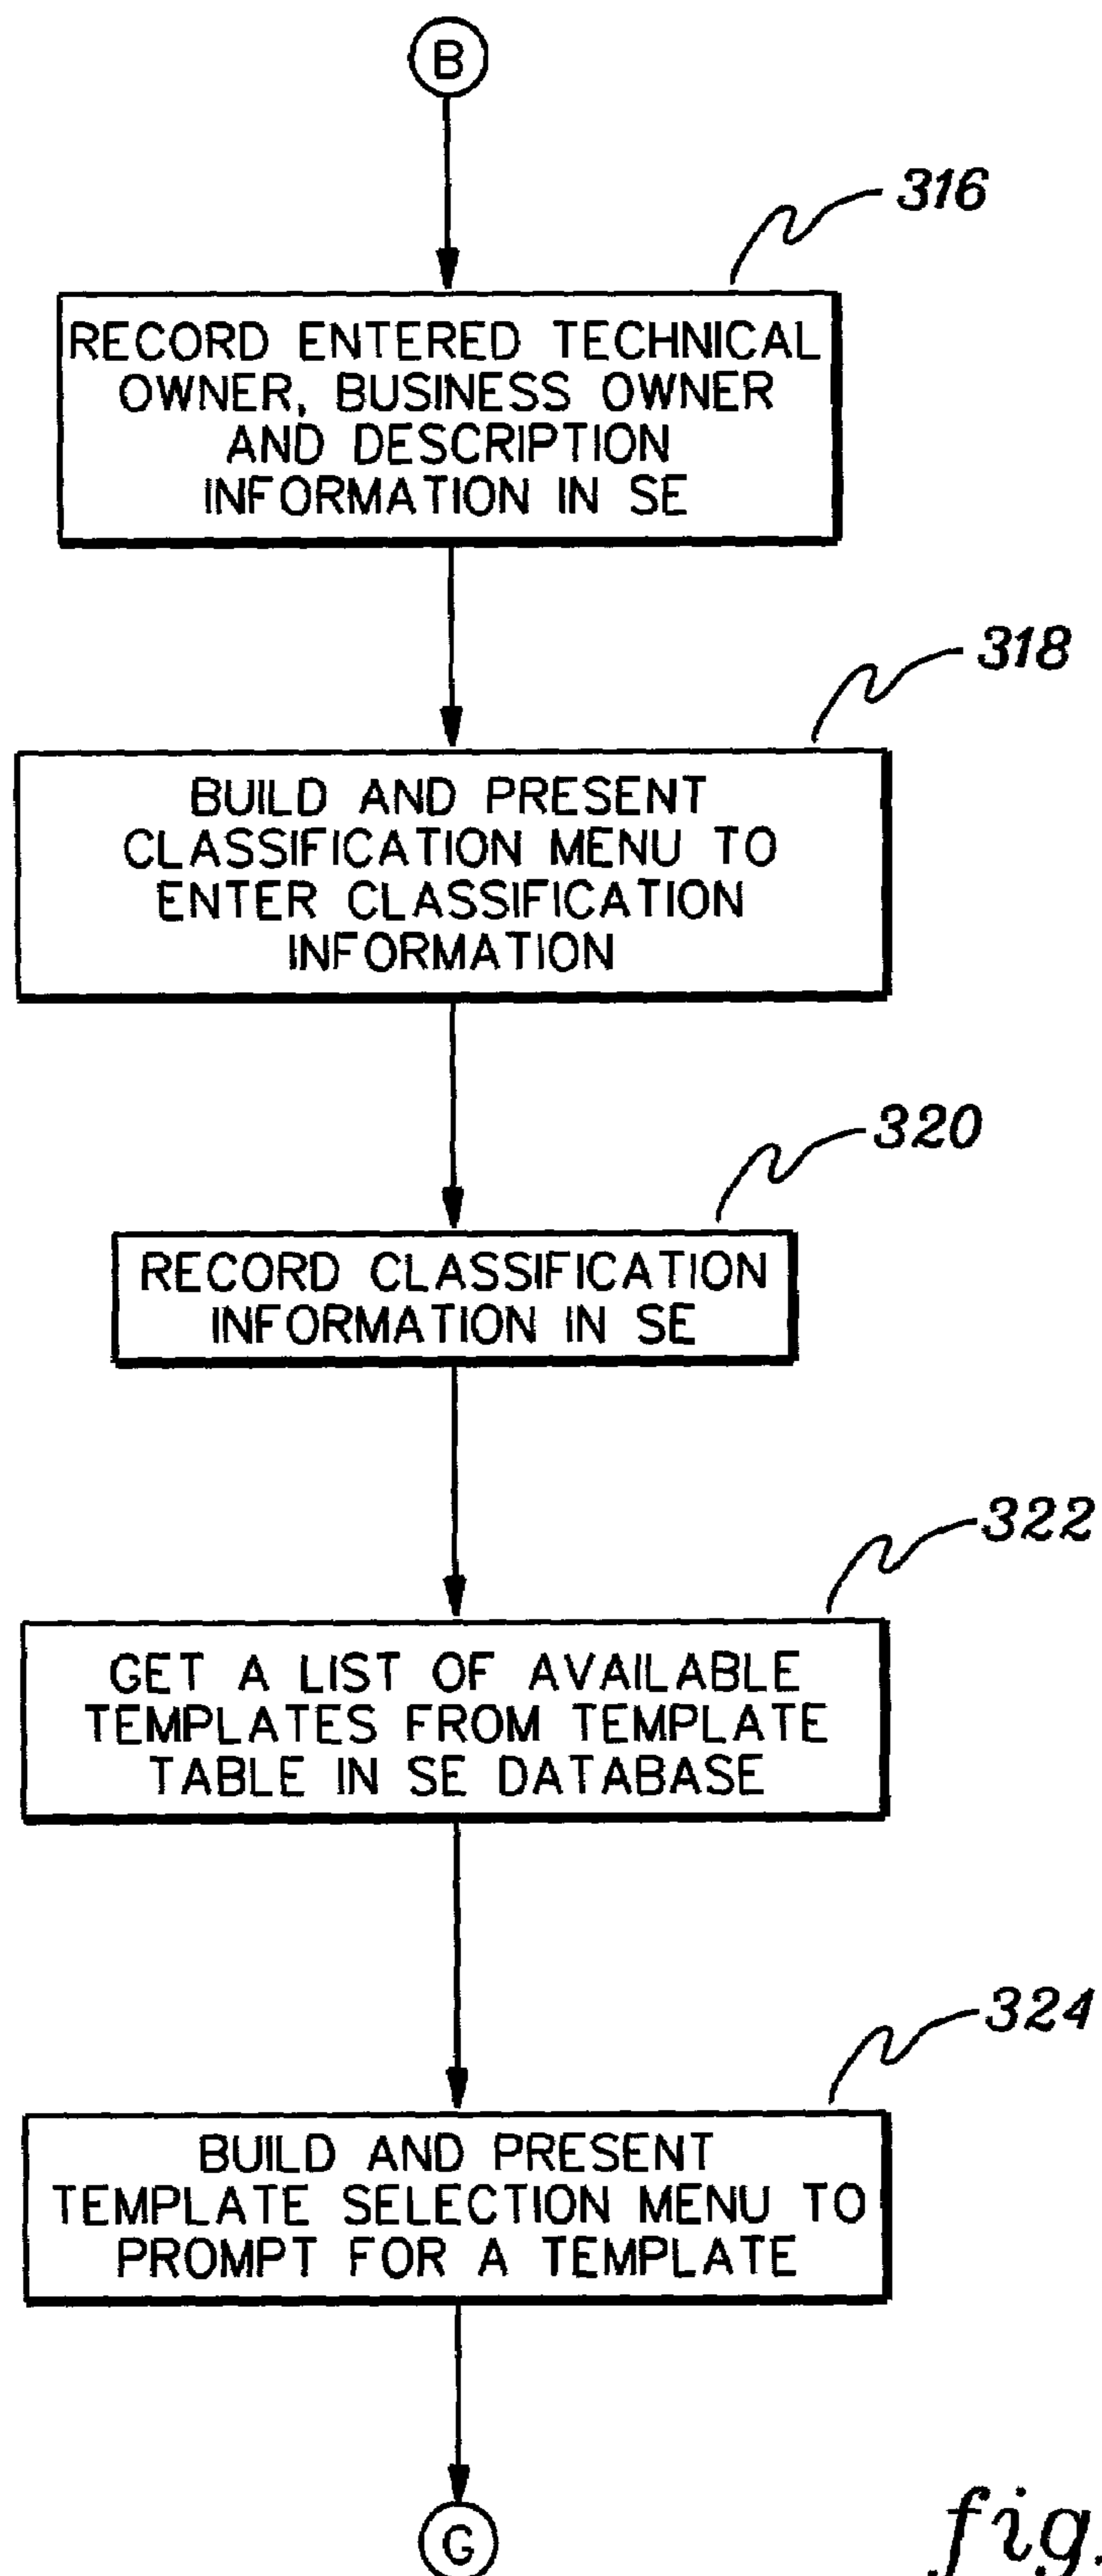 B
316
RECORD ENTERED TECHNICAL
OWNER, BUSINESS OWNER
AND DESCRIPTION
INFORMATION IN SE
318
BUILD AND PRESENT
CLASSIFICATION MENU TO
ENTER CLASSIFICATION
INFORMATION
320
RECORD CLASSIFICATION
INFORMATION IN SE
322
GET A LIST OF AVAILABLE
TEMPLATES FROM TEMPLATE
TABLE IN SE DATABASE
324
BUILD AND PRESENT
TEMPLATE SELECTION MENU TO
PROMPT FOR A TEMPLATE
G
fig.